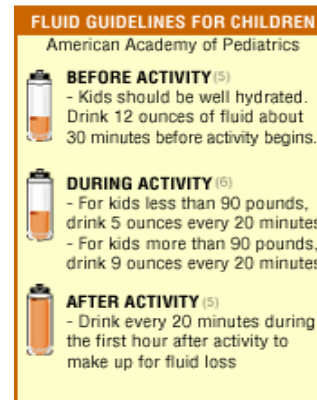 FLUID GUIDELINES FOR CHILDREN
American Academy of Pediatrics
BEFORE ACTIVITY (5)
- Kids should be well hydrated.
Drink 12 ounces of fluid about
30 minutes before activity begins.
DURING ACTIVITY (6)
- For kids less than 90 pounds,
drink 5 ounces every 20 minutes
- For kids more than 90 pounds,
drink 9 ounces every 20 minutes
AFTER ACTIVITY (5)
- Drink every 20 minutes during
the first hour after activity to
make up for fluid loss